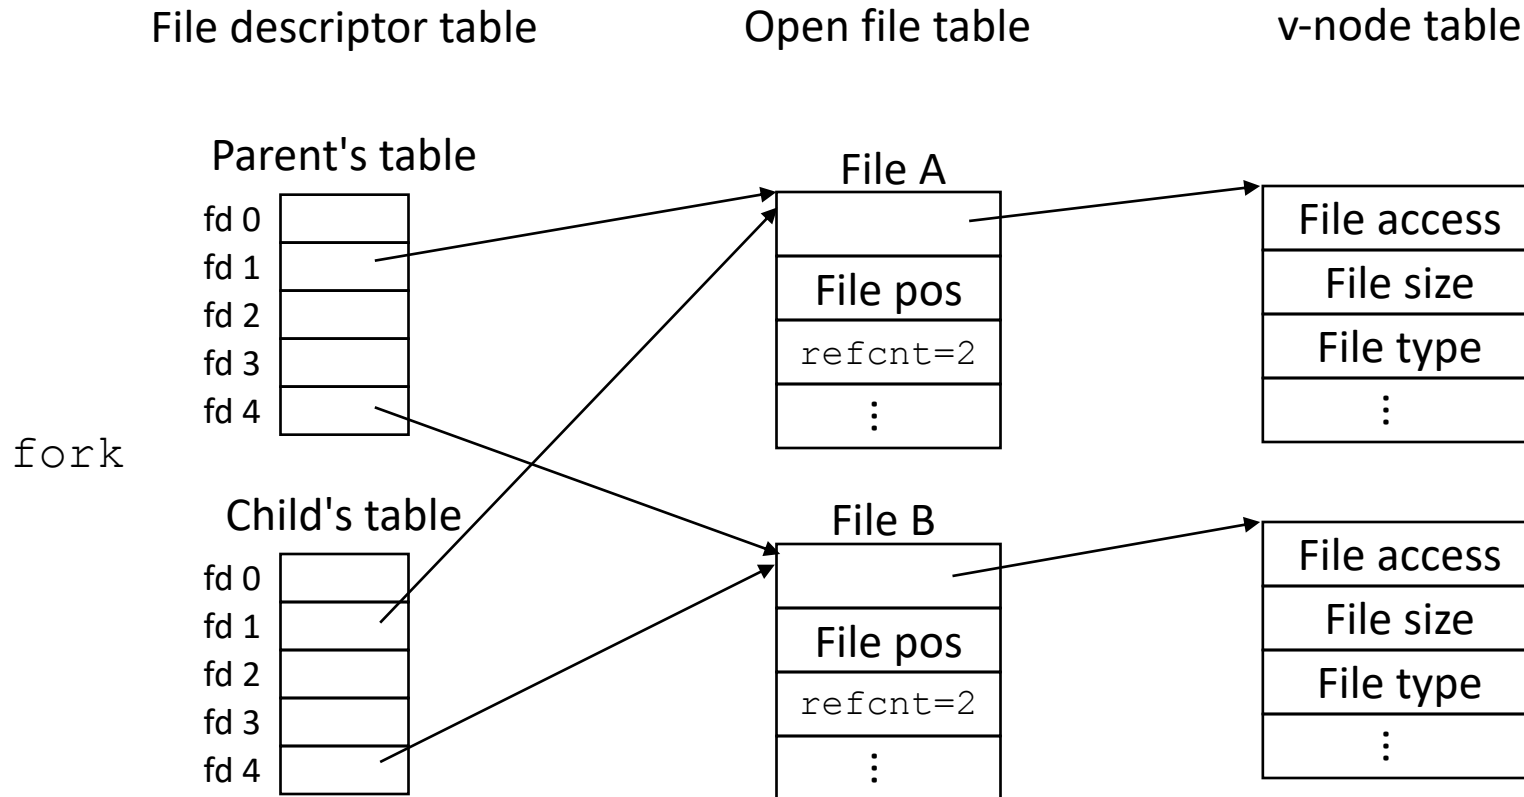 File descriptor table
Open file table
v-node table
Parent's table
fd 0
fd 1
fd 2
fd 3
fd 4
fork
Child's table
fd 0
fd 1
fd 2
fd 3
fd 4
File A
File pos
refcnt=2
⋮
File B
File pos
refcnt=2
⋮
File access
File size
File type
⋮
File access
File size
File type
⋮